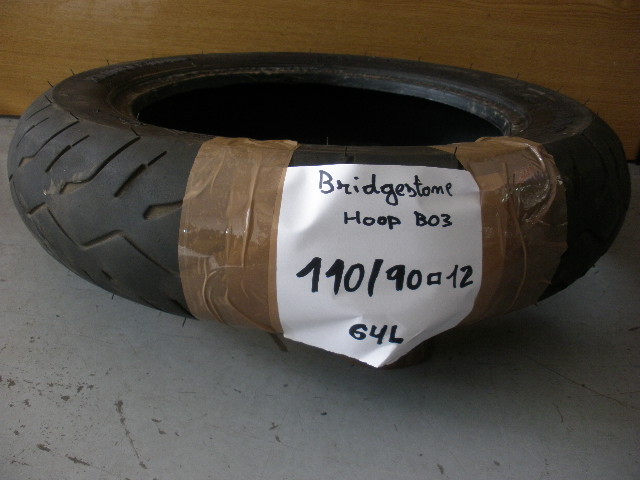 Bridgestone
Hoop B03
110/90-12
64L